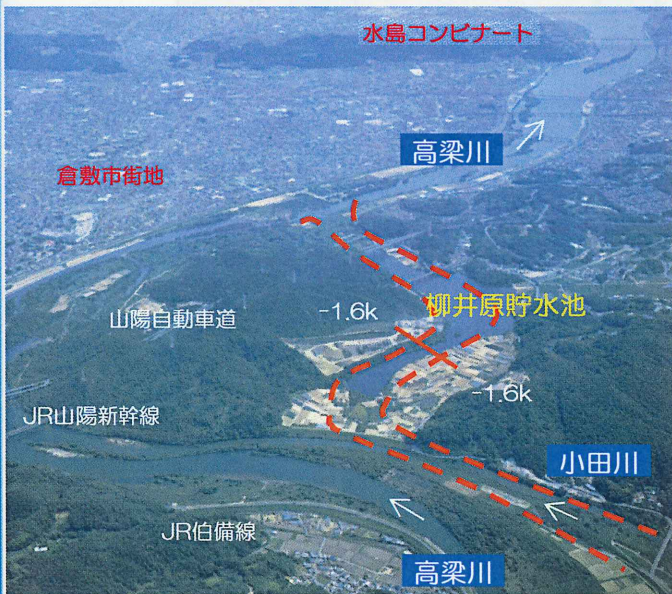 水島コンビナート
高梁川
倉敷市街地
柳井原貯水池
-1.6k
山陽自動車道
-1.6k
JR山陽新幹線
小田川
JR伯備線
高梁川